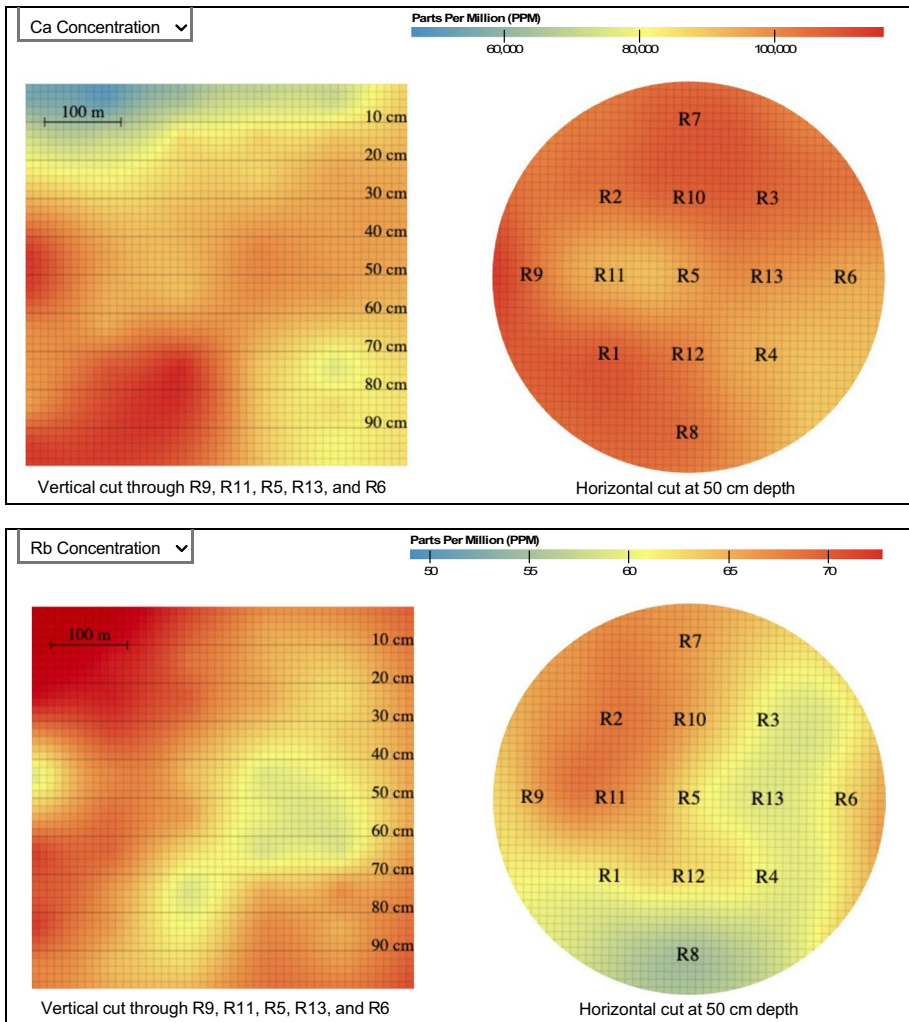 Ca Concentration
Parts Per Million (PPM)
60,000 80,000 100,000
100 m
10 cm
20 cm
30 cm
40 cm
50 cm
60 cm
70 cm
80 cm
90 cm
R7
R2 R10 R3
R9 R11 R5 R13 R6
R1 R12 R4
R8
Vertical cut through R9, R11, R5, R13, and R6
Horizontal cut at 50 cm depth
Rb Concentration
Parts Per Million (PPM)
50 55 60 65 70
100 m
10 cm
20 cm
30 cm
40 cm
50 cm
60 cm
70 cm
80 cm
90 cm
R7
R2 R10 R3
R9 R11 R5 R13 R6
R1 R12 R4
R8
Vertical cut through R9, R11, R5, R13, and R6
Horizontal cut at 50 cm depth